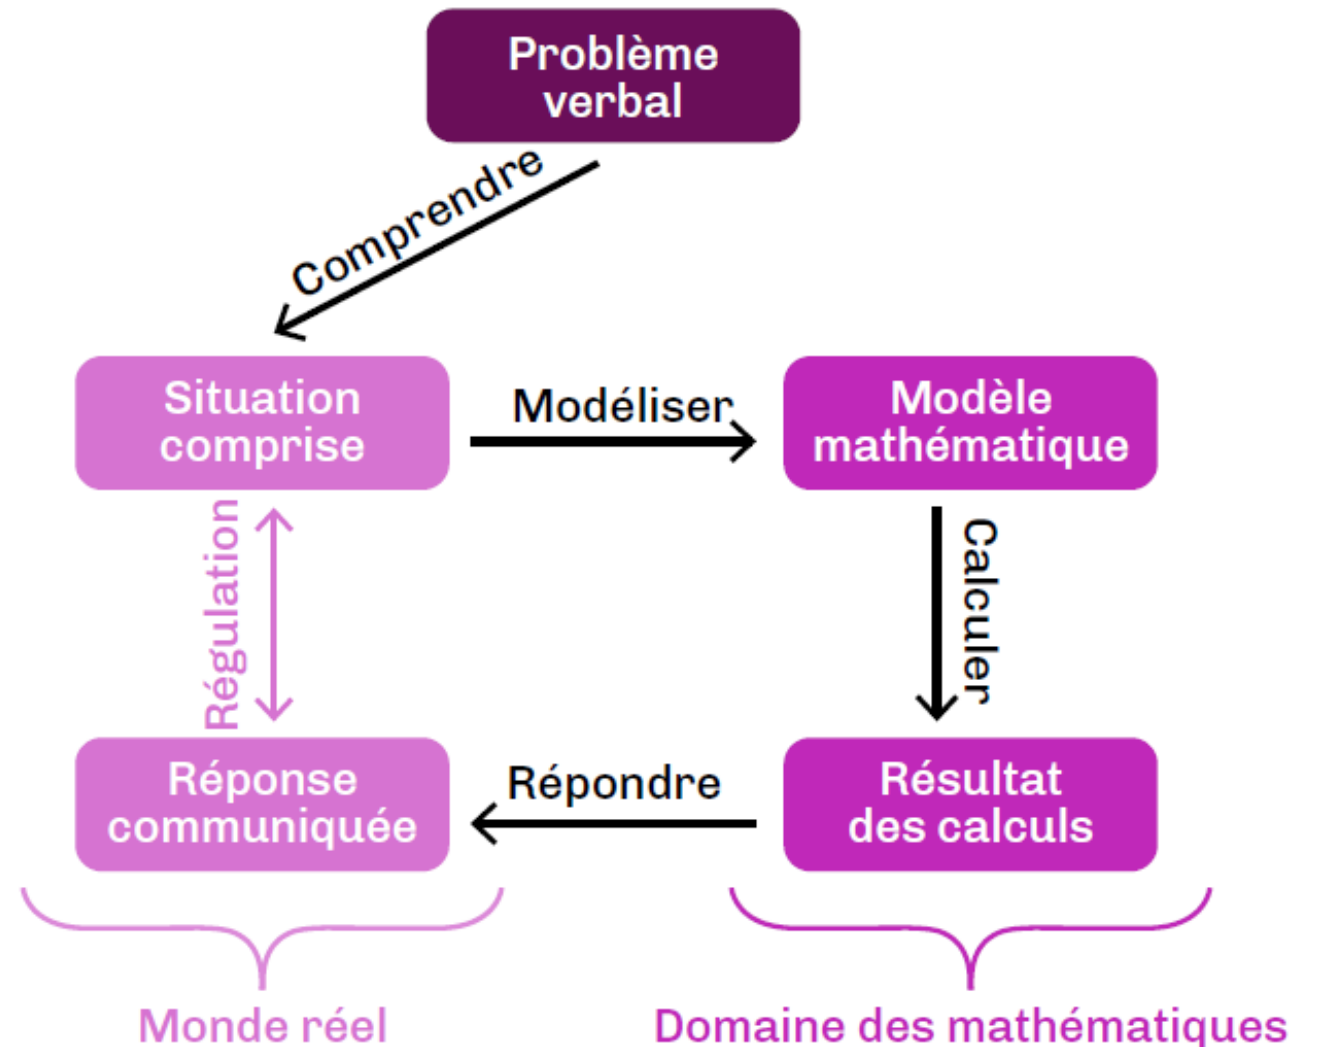 Problème
verbal
Comprendre
Situation
comprise
Modéliser
Modèle
mathématique
Régulation
Calculer
Réponse
communiquée
Répondre
Résultat
des calculs
Monde réel
Domaine des mathématiques